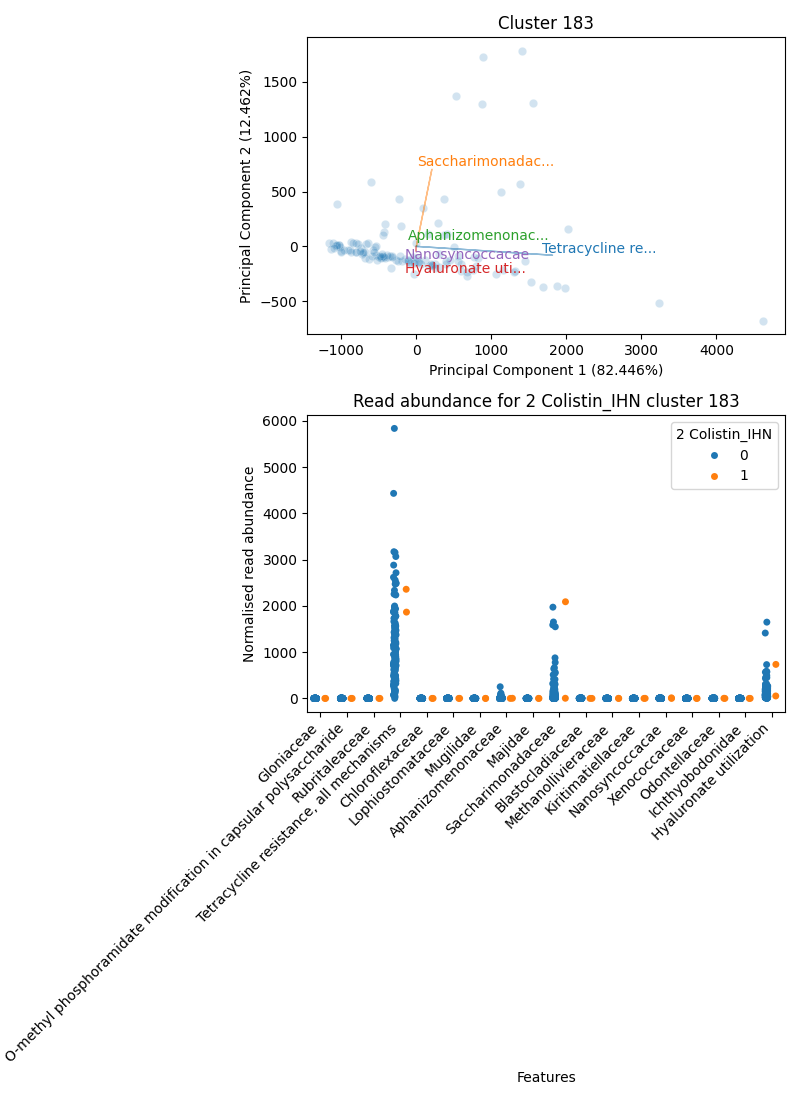 Cluster 183
Principal Component 2 (12.462%)
1500
1000
500
0
−500
Saccharimonadac...
Aphanizomenonac...
Tetracycline re...
Nanosyncoccacae
Hyaluronate uti...
−1000
0
1000
2000
3000
4000
Principal Component 1 (82.446%)
Read abundance for 2 Colistin_IHN cluster 183
Normalised read abundance
6000
5000
4000
3000
2000
1000
0
2 Colistin_IHN
0
1
Gloniaceae
O-methyl phosphoramidate modification in capsular polysaccharide
Rubritaleaceae
Tetracycline resistance, all mechanisms
Chloroflexaceae
Lophiostomataceae
Mugilidae
Aphanizomenonaceae
Majidae
Saccharimonadaceae
Blastocladiaceae
Methanollivieraceae
Kiritimatiellaceae
Nanosyncoccacae
Xenococcaceae
Odontellaceae
Ichthyobodonidae
Hyaluronate utilization
Features